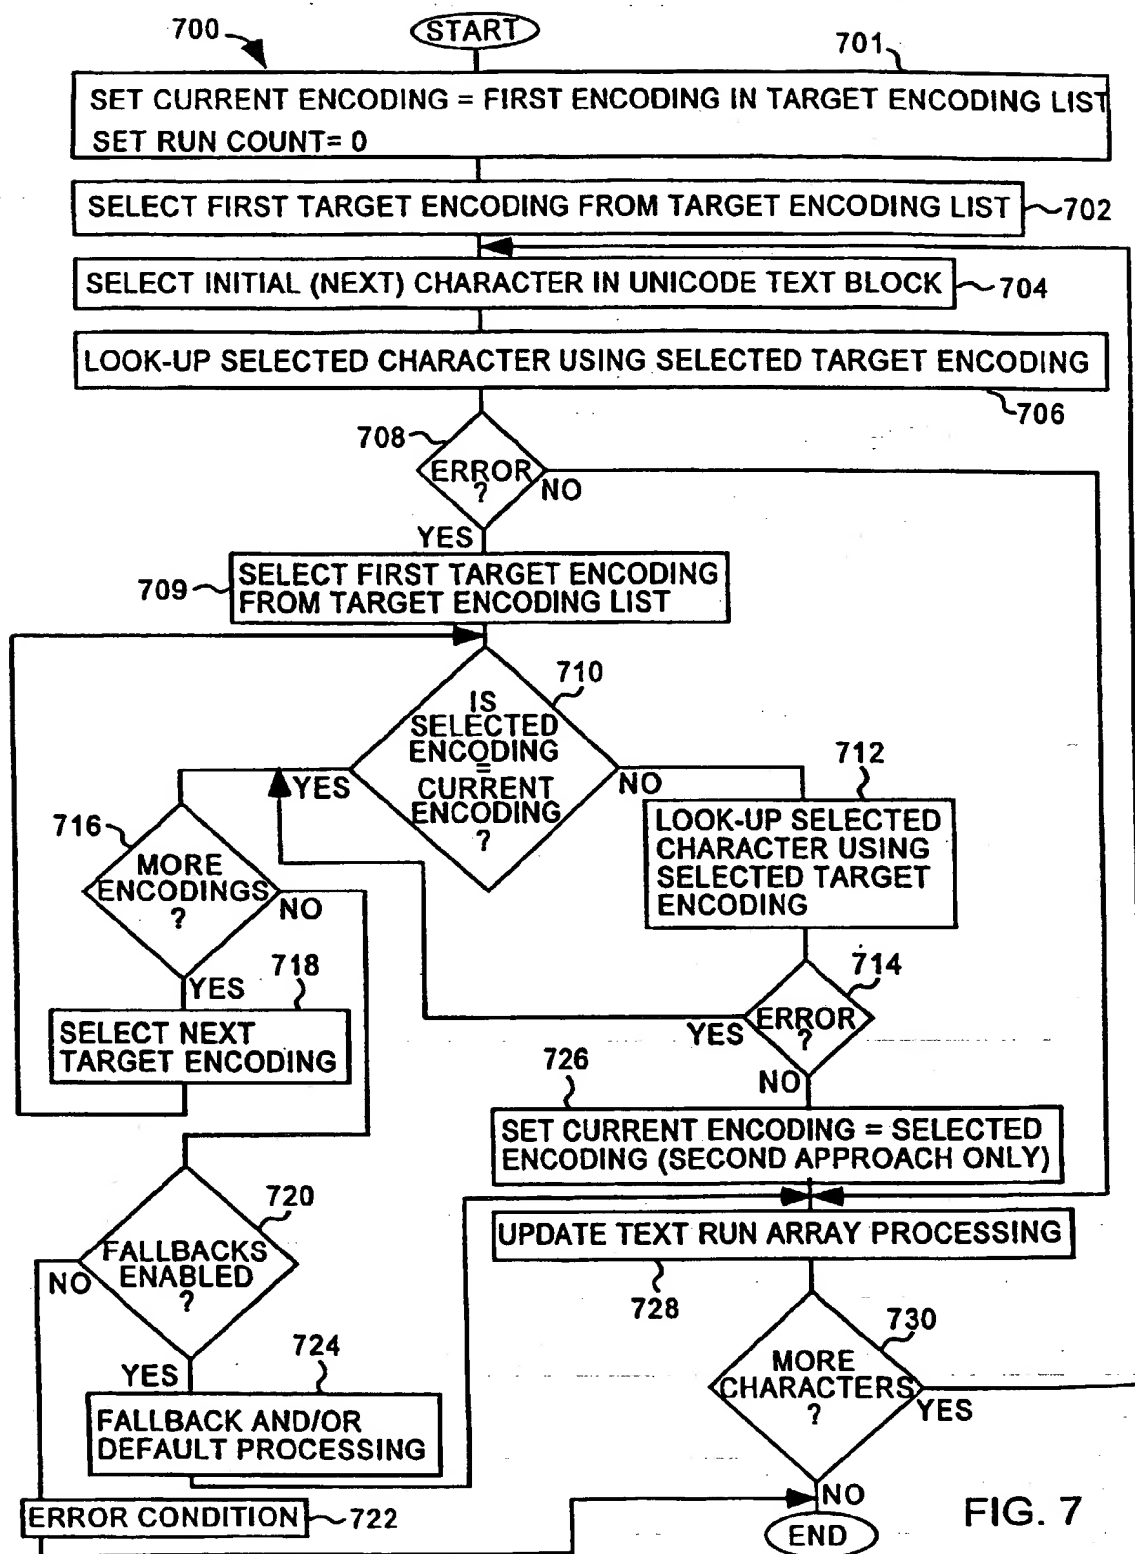 700
START
701
SET CURRENT ENCODING = FIRST ENCODING IN TARGET ENCODING LIST
SET RUN COUNT= 0
SELECT FIRST TARGET ENCODING FROM TARGET ENCODING LIST
702
SELECT INITIAL (NEXT) CHARACTER IN UNICODE TEXT BLOCK
704
LOOK-UP SELECTED CHARACTER USING SELECTED TARGET ENCODING
706
708
ERROR
?
NO
YES
709
SELECT FIRST TARGET ENCODING
FROM TARGET ENCODING LIST
710
IS
SELECTED
ENCODING
=
CURRENT
ENCODING
?
YES
NO
712
LOOK-UP SELECTED
CHARACTER USING
SELECTED TARGET
ENCODING
716
MORE
ENCODINGS
?
NO
YES
718
SELECT NEXT
TARGET ENCODING
714
ERROR
?
YES
NO
726
SET CURRENT ENCODING = SELECTED
ENCODING (SECOND APPROACH ONLY)
720
FALLBACKS
ENABLED
?
NO
YES
UPDATE TEXT RUN ARRAY PROCESSING
728
724
FALLBACK AND/OR
DEFAULT PROCESSING
730
MORE
CHARACTERS
?
YES
NO
ERROR CONDITION
722
END
FIG. 7